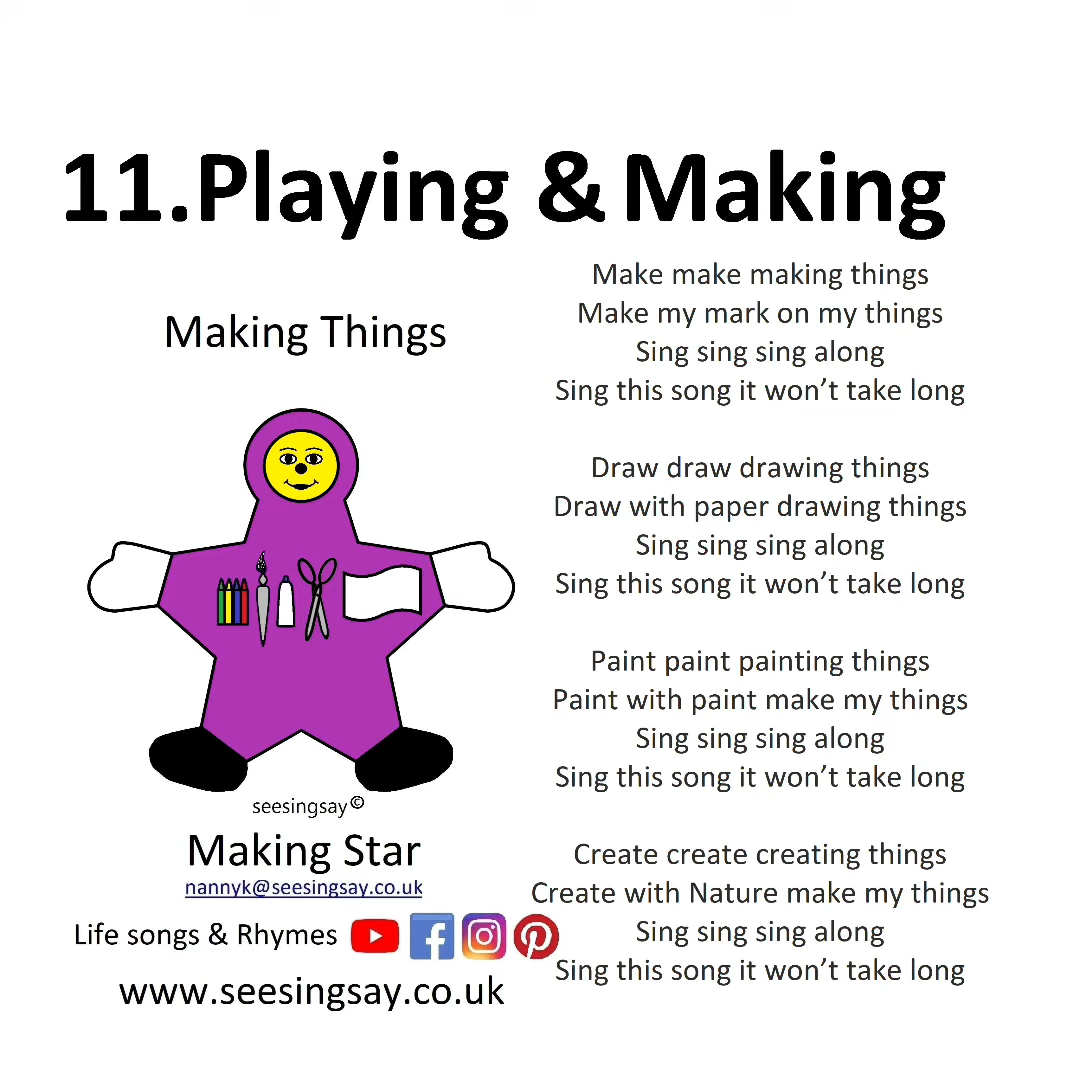 11.Playing & Making
Making Things
seesingsay©
Making Star
nannyk@seesingsay.co.uk
Life songs & Rhymes
www.seesingsay.co.uk
Make make making things
Make my mark on my things
Sing sing sing along
Sing this song it won’t take long
Draw draw drawing things
Draw with paper drawing things
Sing sing sing along
Sing this song it won’t take long
Paint paint painting things
Paint with paint make my things
Sing sing sing along
Sing this song it won’t take long
Create create creating things
Create with Nature make my things
Sing sing sing along
Sing this song it won’t take long